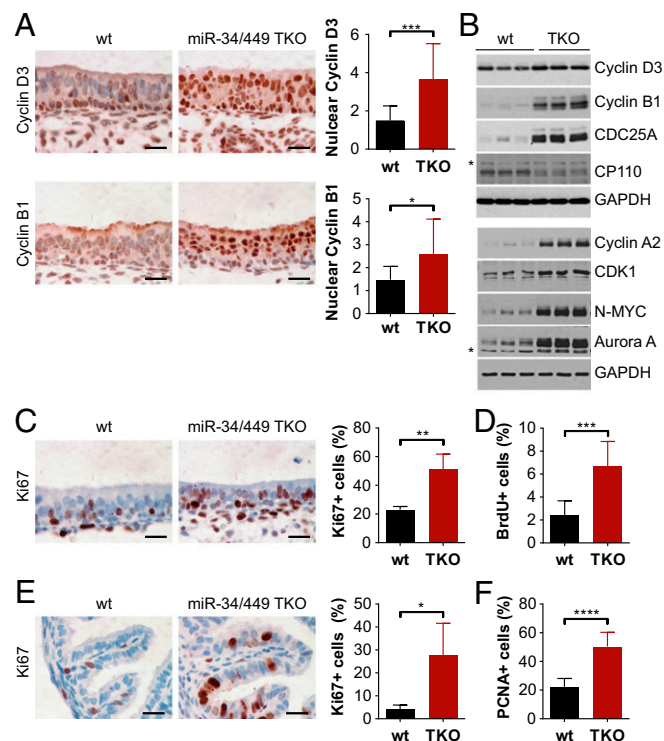 A
wt
miR-34/449 TKO
Cyclin D3
Nulcear Cyclin D3
6
4
2
0
***
wt
TKO
Cyclin B1
Nuclear Cyclin B1
5
4
3
2
1
0
*
wt
TKO
B
wt
TKO
Cyclin D3
Cyclin B1
CDC25A
*
CP110
GAPDH
Cyclin A2
CDK1
N-MYC
Aurora A
*
GAPDH
C
wt
miR-34/449 TKO
Ki67
Ki67+ cells (%)
80
60
40
20
0
**
wt
TKO
D
BrdU+ cells (%)
10
8
6
4
2
0
***
wt
TKO
E
wt
miR-34/449 TKO
Ki67
Ki67+ cells (%)
50
40
30
20
10
0
*
wt
TKO
F
PCNA+ cells (%)
80
60
40
20
0
****
wt
TKO